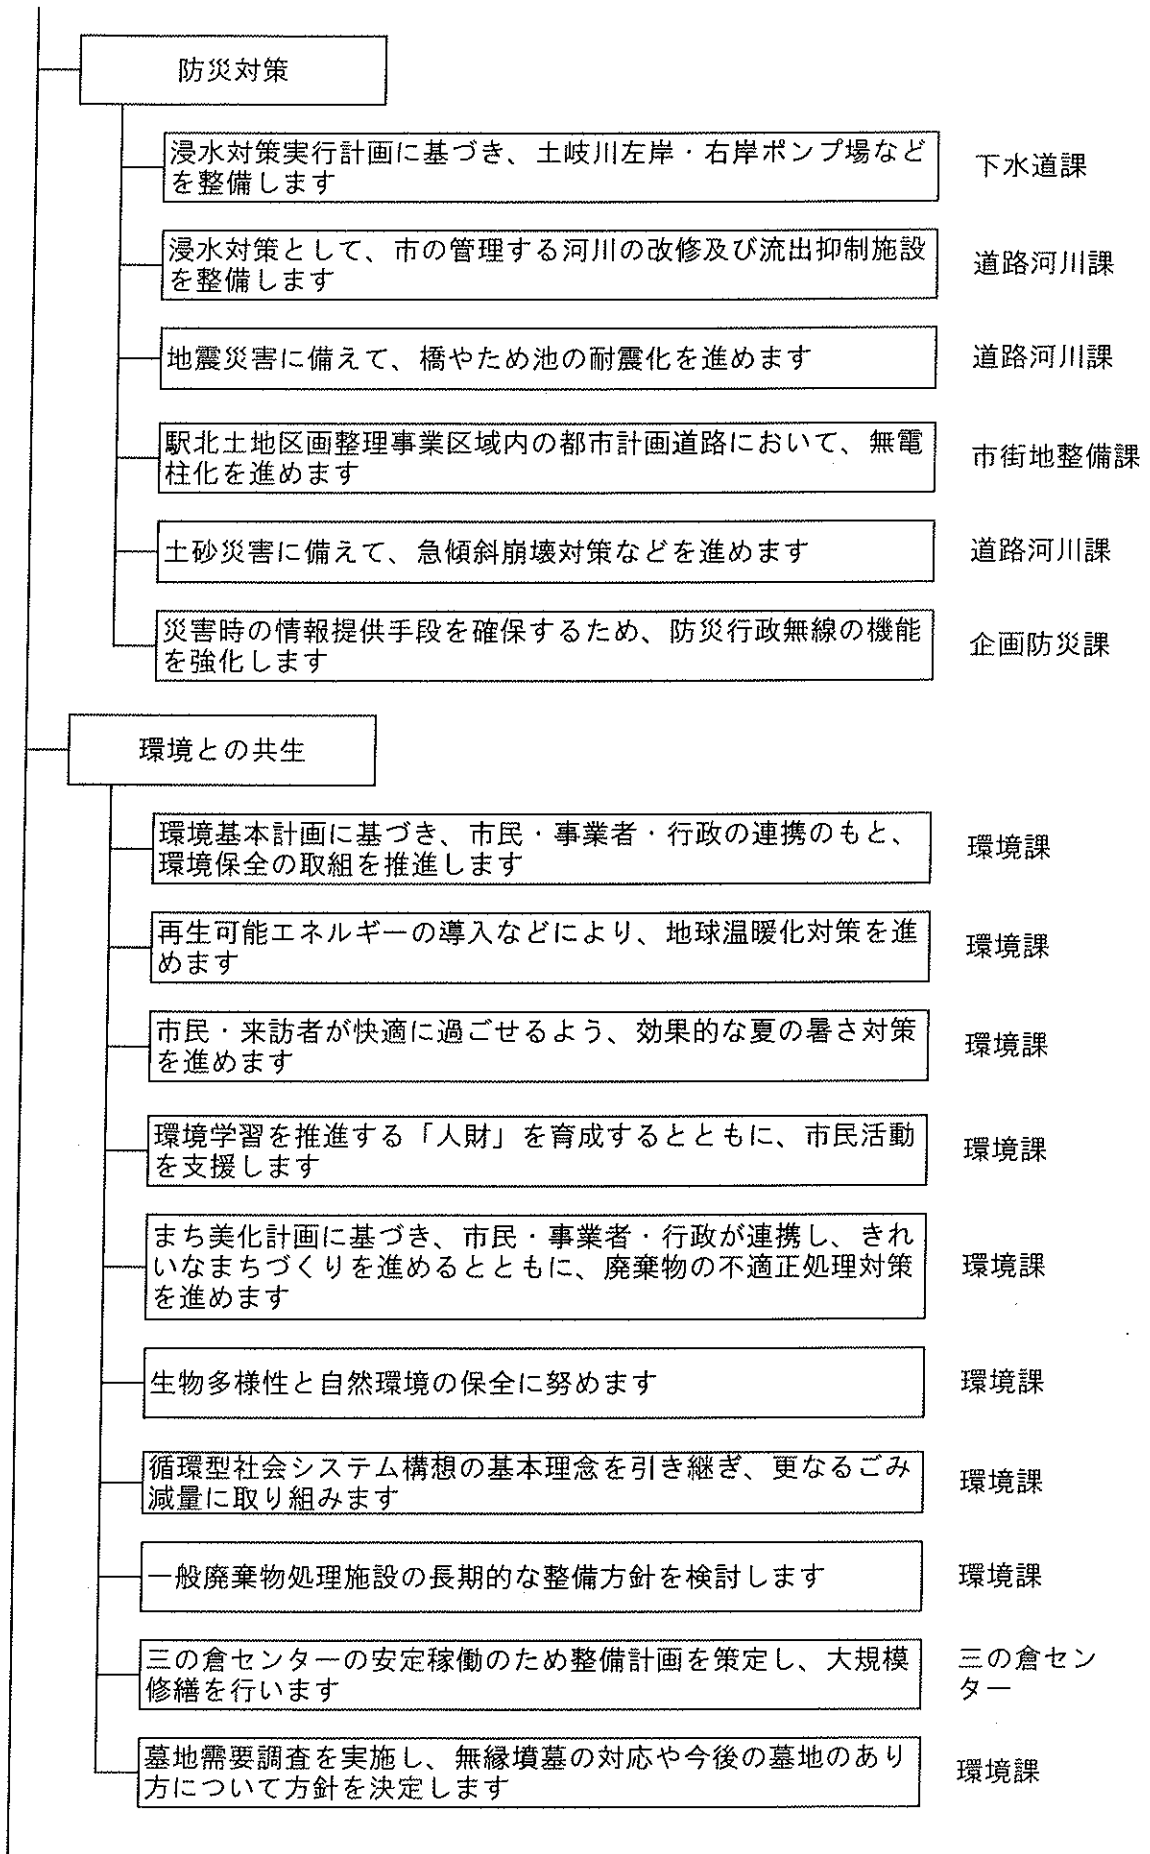 防災対策
浸水対策実行計画に基づき、土岐川左岸・右岸ポンプ場など
を整備します
下水道課
浸水対策として、市の管理する河川の改修及び流出抑制施設
を整備します
道路河川課
地震災害に備えて、橋やため池の耐震化を進めます
道路河川課
駅北土地区画整理事業区域内の都市計画道路において、無電
柱化を進めます
市街地整備課
土砂災害に備えて、急傾斜崩壊対策などを進めます
道路河川課
災害時の情報提供手段を確保するため、防災行政無線の機能
を強化します
企画防災課
環境との共生
環境基本計画に基づき、市民・事業者・行政の連携のもと、
環境保全の取組を推進します
環境課
再生可能エネルギーの導入などにより、地球温暖化対策を進
めます
環境課
市民・来訪者が快適に過ごせるよう、効果的な夏の暑さ対策
を進めます
環境課
環境学習を推進する「人財」を育成するとともに、市民活動
を支援します
環境課
まち美化計画に基づき、市民・事業者・行政が連携し、きれ
いなまちづくりを進めるとともに、廃棄物の不適正処理対策
を進めます
環境課
生物多様性と自然環境の保全に努めます
環境課
循環型社会システム構想の基本理念を引き継ぎ、更なるごみ
減量に取り組みます
環境課
一般廃棄物処理施設の長期的な整備方針を検討します
環境課
三の倉センターの安定稼働のため整備計画を策定し、大規模
修繕を行います
三の倉セン
ター
墓地需要調査を実施し、無縁墳墓の対応や今後の墓地のあり
方について方針を決定します
環境課